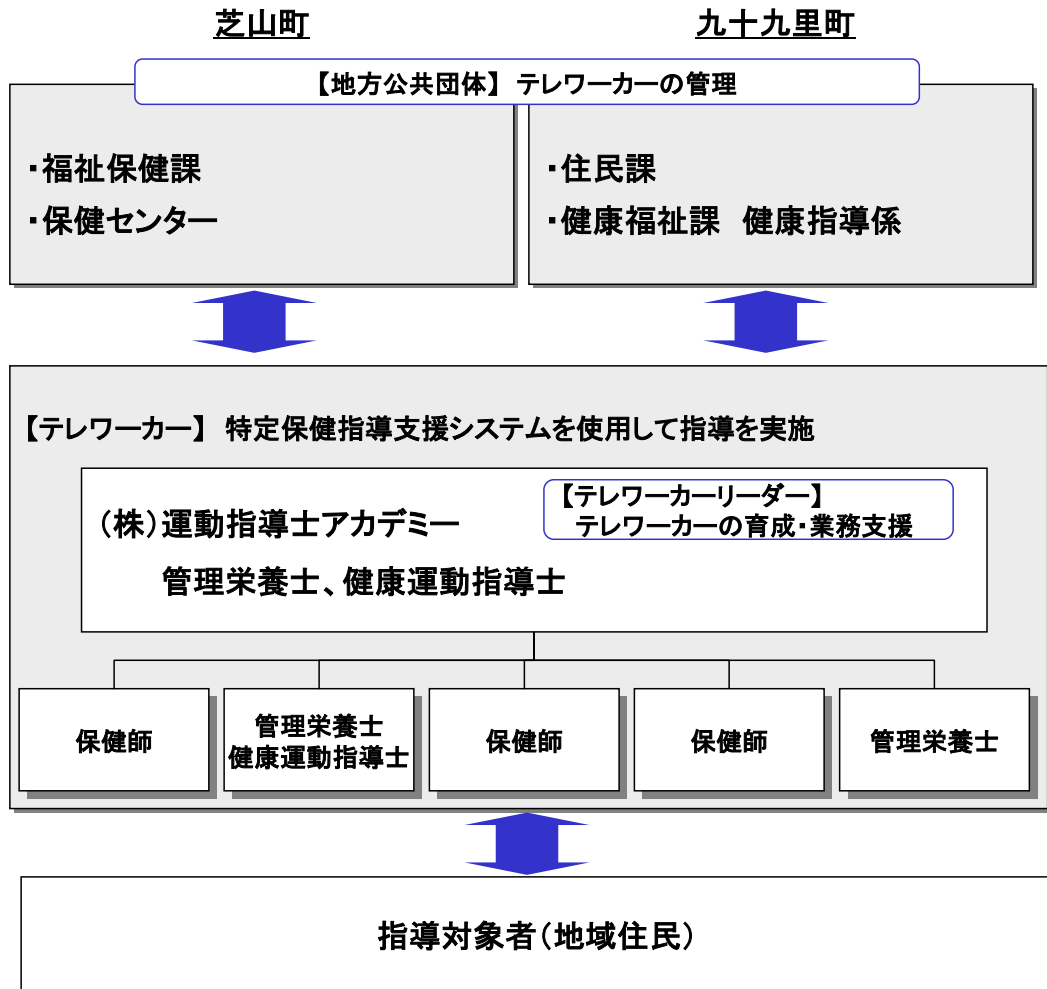 芝山町
九十九里町
【地方公共団体】 テレワーカーの管理
・福祉保健課
・保健センター
・住民課
・健康福祉課 健康指導係
【テレワーカー】 特定保健指導支援システムを使用して指導を実施
(株)運動指導士アカデミー
管理栄養士、健康運動指導士
【テレワーカーリーダー】
テレワーカーの育成・業務支援
保健師
管理栄養士
健康運動指導士
保健師
保健師
管理栄養士
指導対象者(地域住民)